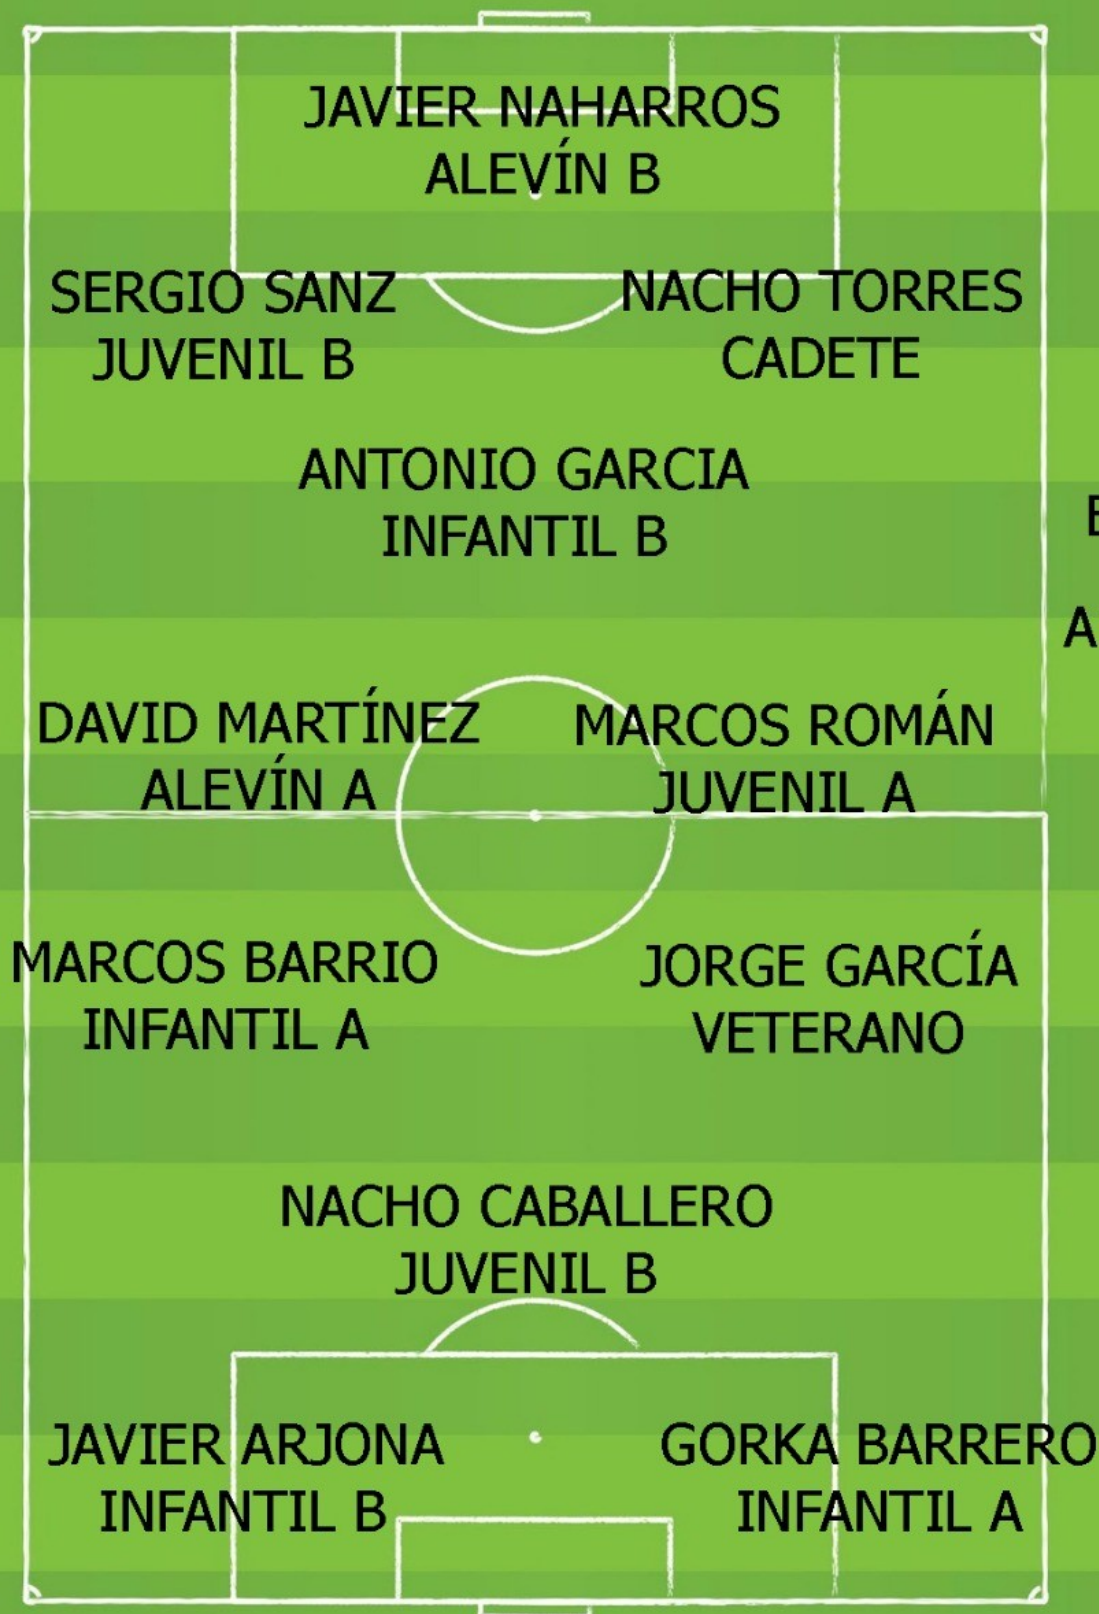 JAVIER NAHARROS
ALEVÍN B
SERGIO SANZ
JUVENIL B
NACHO TORRES
CADETE
ANTONIO GARCIA
INFANTIL B
DAVID MARTÍNEZ
ALEVÍN A
MARCOS ROMÁN
JUVENIL A
MARCOS BARRIO
INFANTIL A
JORGE GARCÍA
VETERANO
NACHO CABALLERO
JUVENIL B
JAVIER ARJONA
INFANTIL B
GORKA BARRERO
INFANTIL A